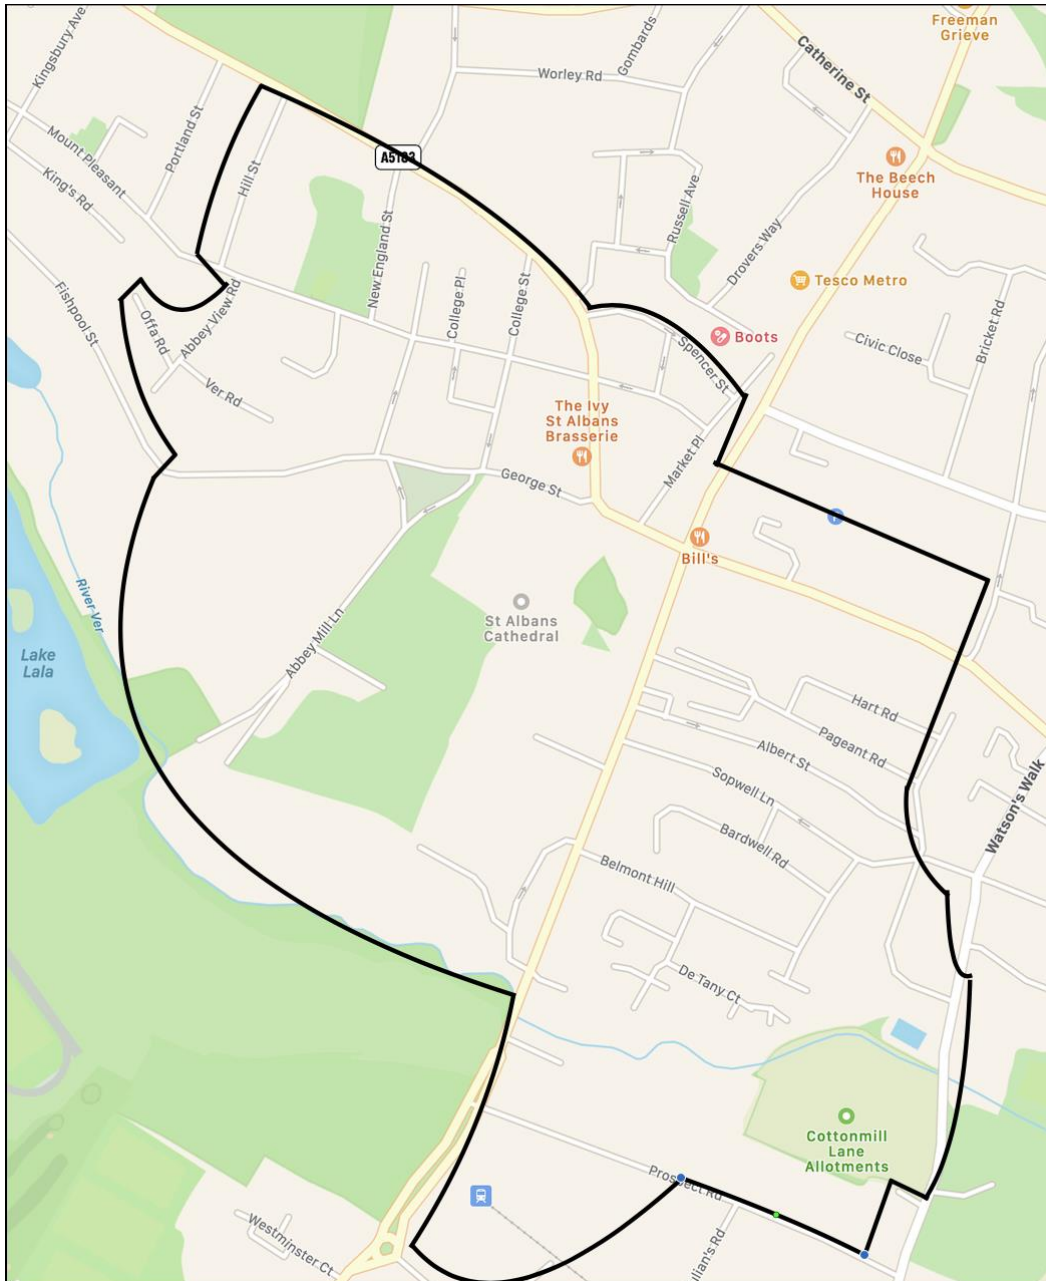 Freeman
Grieve
Kingsbury Ave
Gombards
Catherine St
Worley Rd
Portland St
Mount Pleasant
A5183
The Beech
House
King's Rd
Hill St
Russell Ave
New England St
Drovers Way
Tesco Metro
College Pl
College St
Fishpool St
Offa Rd
Abbey View Rd
Boots
Spencer St
Civic Close
Bricket Rd
Ver Rd
The Ivy
St Albans
Brasserie
Market Pl
George St
Bill's
River Ver
St Albans
Cathedral
Abbey Mill Ln
Lake
Lala
Hart Rd
Pageant Rd
Albert St
Sopwell Ln
Watson's Walk
Bardwell Rd
Belmont Hill
De Tany Ct
Cottonmill
Lane
Allotments
Prospect Rd
Westminster Ct
ulian's Rd